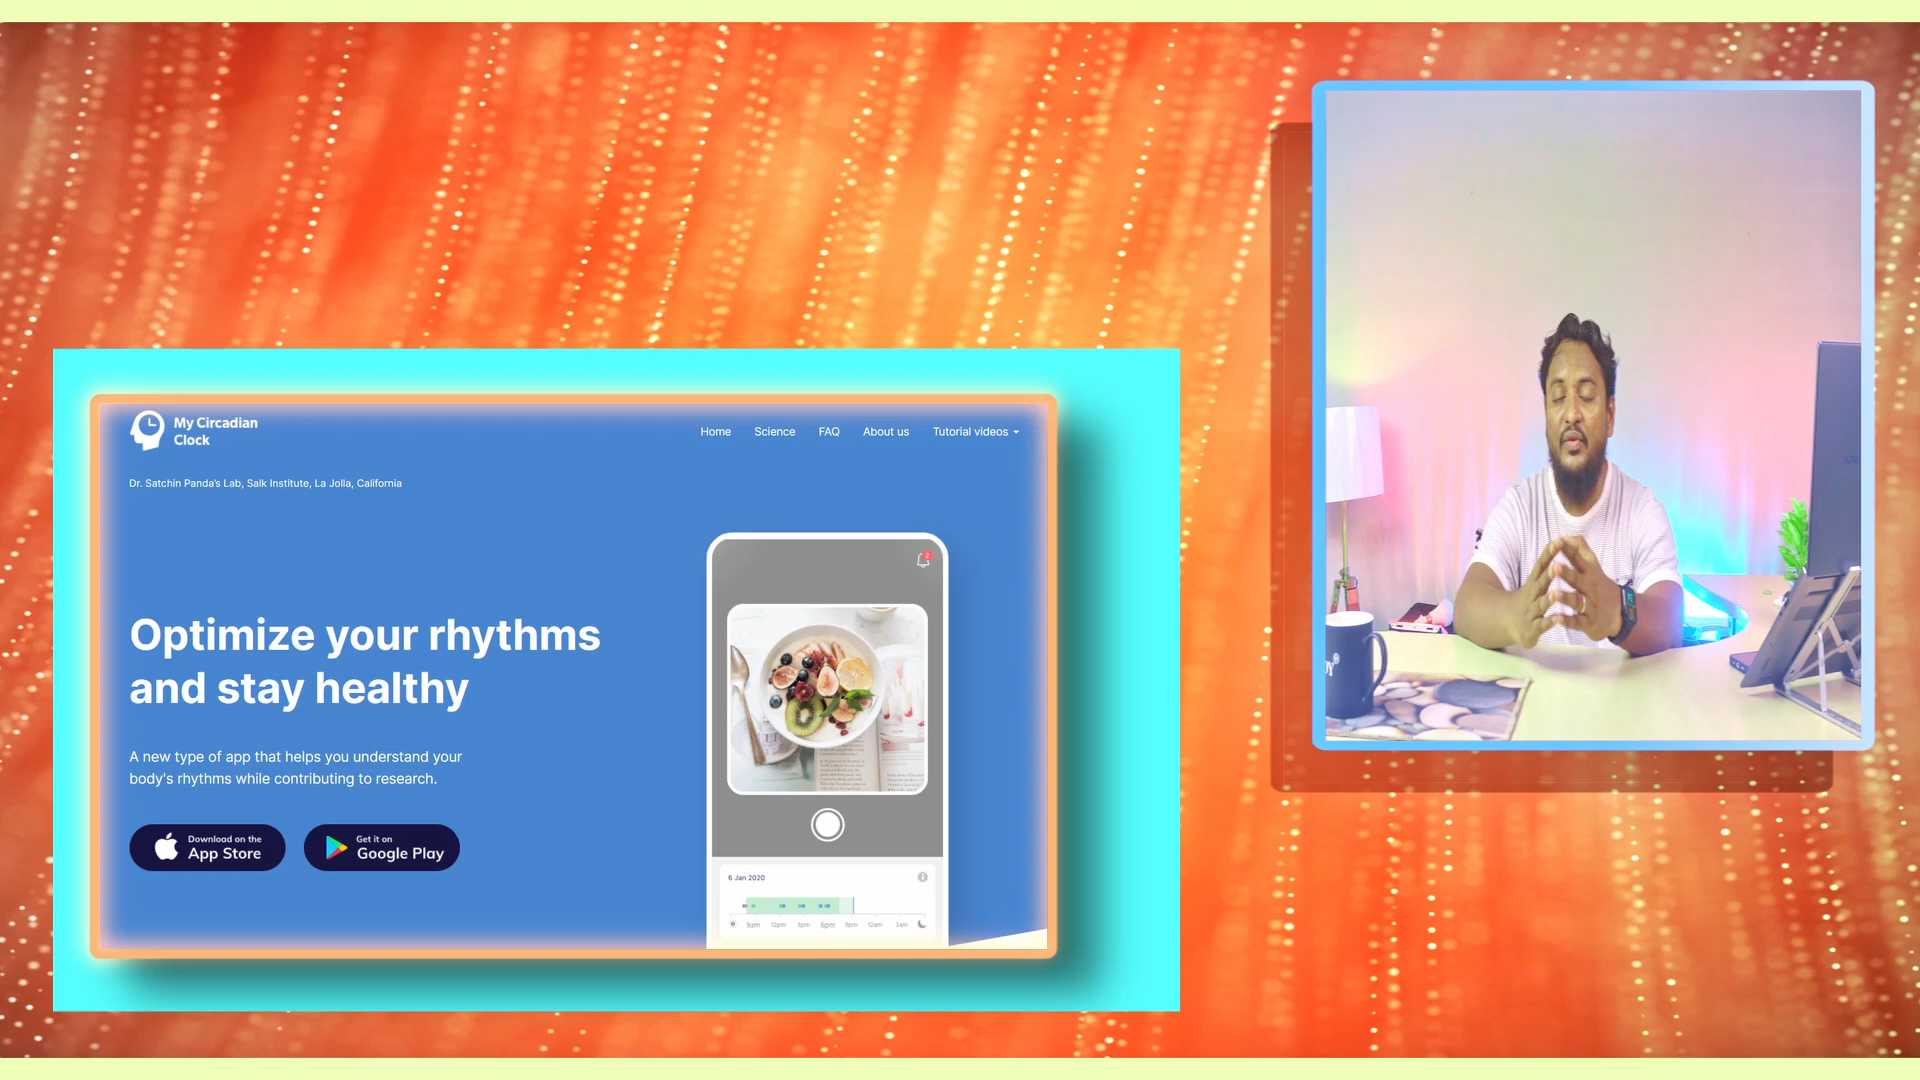 My Circadian
Clock
Home Science FAQ About us Tutorial videos
Dr. Satchin Panda's Lab, Salk Institute, La Jolla, California
2
Optimize your rhythms
and stay healthy
A new type of app that helps you understand your
body's rhythms while contributing to research.
Download on the
App Store
Get it on
Google Play
6 Jan 2020
9am 12pm 3pm 6pm 9pm 12am 3am